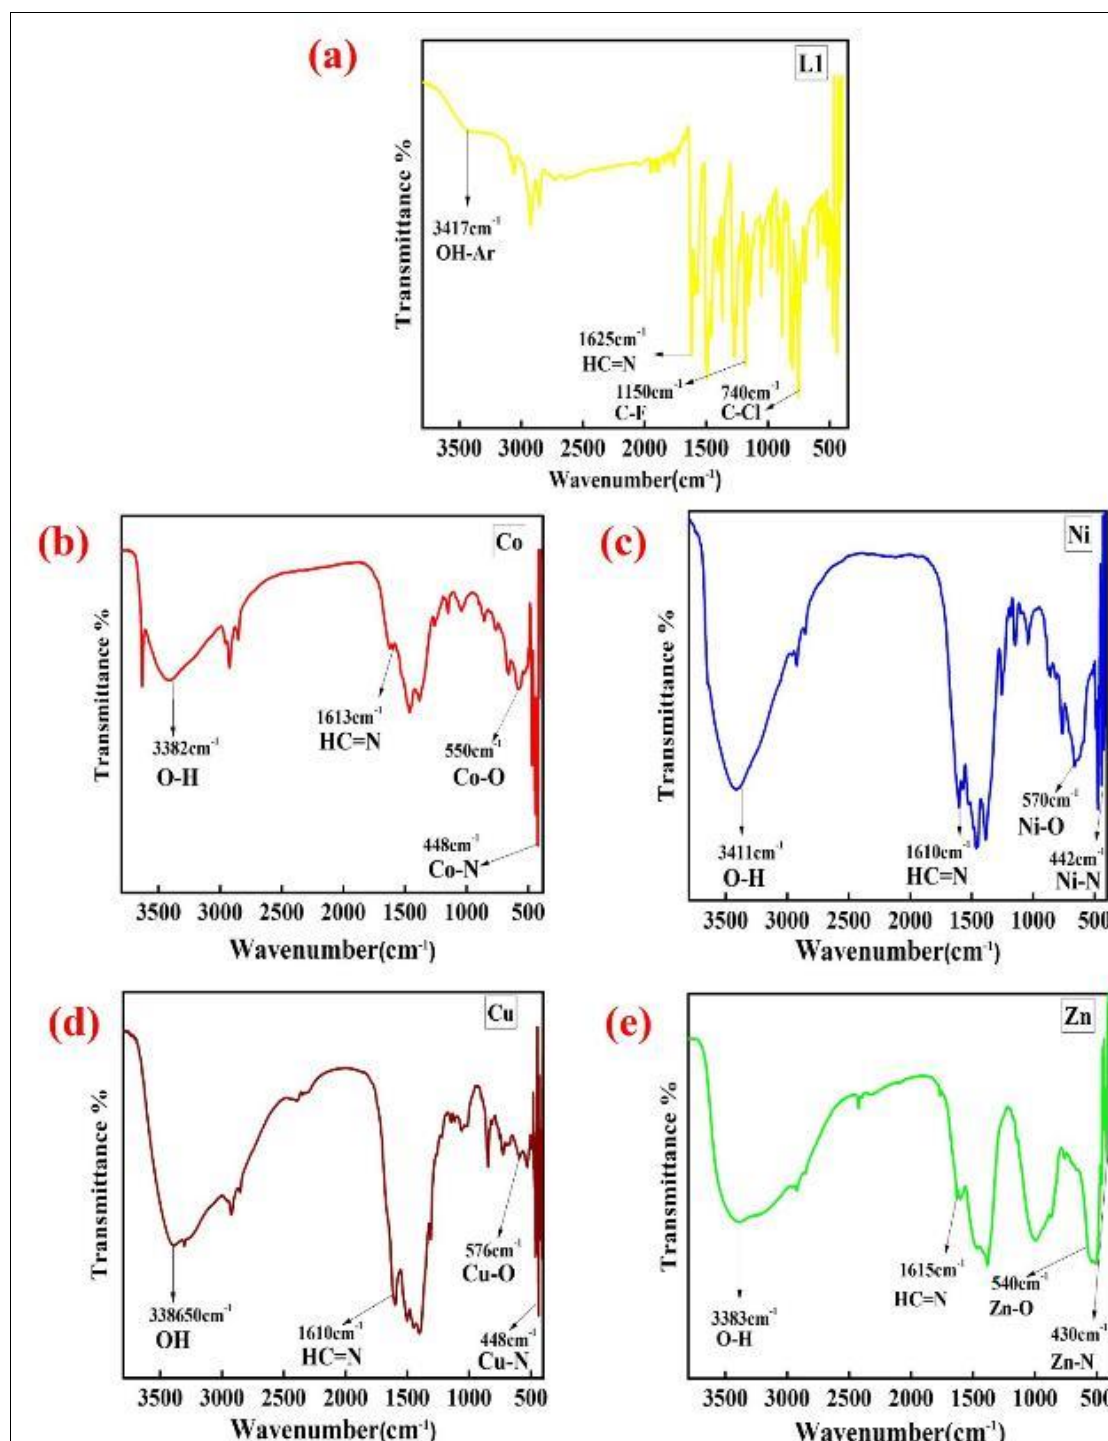 (a)
L1
Transmittance %
3417cm-1
OH-Ar
1625cm-1
HC=N
1150cm-1
C-F
740cm-1
C-Cl
3500 3000 2500 2000 1500 1000 500
Wavenumber(cm-1)
(b)
Co
Transmittance %
3382cm-1
O-H
1613cm-1
HC=N
550cm-1
Co-O
448cm-1
Co-N
3500 3000 2500 2000 1500 1000 500
Wavenumber(cm-1)
(c)
Ni
Transmittance %
3411cm-1
O-H
1610cm-1
HC=N
570cm-1
Ni-O
442cm-1
Ni-N
3500 3000 2500 2000 1500 1000 500
Wavenumber(cm-1)
(d)
Cu
Transmittance %
338650cm-1
OH
1610cm-1
HC=N
576cm-1
Cu-O
448cm-1
Cu-N
3500 3000 2500 2000 1500 1000 500
Wavenumber(cm-1)
(e)
Zn
Transmittance %
3383cm-1
O-H
1615cm-1
HC=N
540cm-1
Zn-O
430cm-1
Zn-N
3500 3000 2500 2000 1500 1000 500
Wavenumber(cm-1)